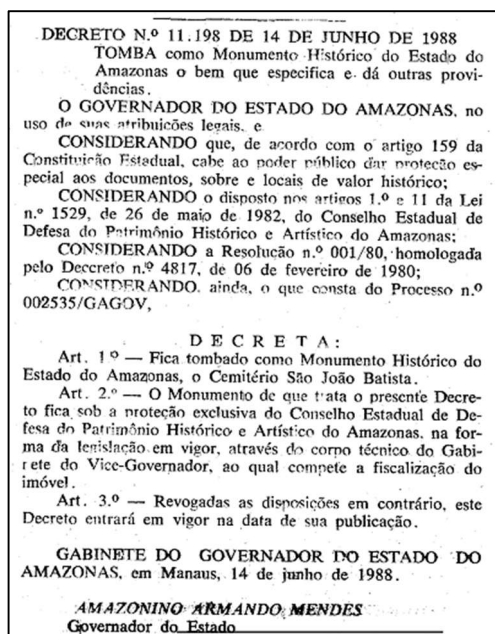 DECRETO N.º 11.198 DE 14 DE JUNHO DE 1988
TOMBA como Monumento Histórico do Estado do
Amazonas o bem que especifica e dá outras provi-
dências.
O GOVERNADOR DO ESTADO DO AMAZONAS, no
uso de suas atribuições legais, e
CONSIDERANDO que, de acordo com o artigo 159 da
Constituição Estadual, cabe ao poder público dar proteção es-
pecial aos documentos, sobre e locais de valor histórico;
CONSIDERANDO o disposto nos artigos 1.º e 11 da Lei
n.º 1529, de 26 de maio de 1982, do Conselho Estadual de
Defesa do Patrimônio Histórico e Artístico do Amazonas;
CONSIDERANDO a Resolução n.º 001/80, homologada
pelo Deccreto n.º 4817, de 06 de fevereiro de 1980;
CONSIDERANDO, ainda, o que consta do Processo n.º
002535/GAGOV,
D E C R E T A :
Art. 1º — Fica tombado como Monumento Histórico do
Estado do Amazonas, o Cemitério São João Batista.
Art. 2.º — O Monumento de que trata o presente Decre-
to fica sob a proteção exclusiva do Conselho Estadual de De-
fesa do Patrimônio Histórico e Artístico do Amazonas, na for-
ma da legislação em vigor, através do corpo técnico do Gabi-
rete do Vice-Governador, ao qual compete a fiscalização do
imóvel.
Art. 3.º — Revogadas as disposições em contrário, este
Decreto entrará em vigor na data de sua publicação.
GABINETE DO GOVERNADOR DO ESTADO DO
AMAZONAS, em Manaus, 14 de junho de 1988.
AMAZONINO ARMANDO MENDES
Governador do Estado